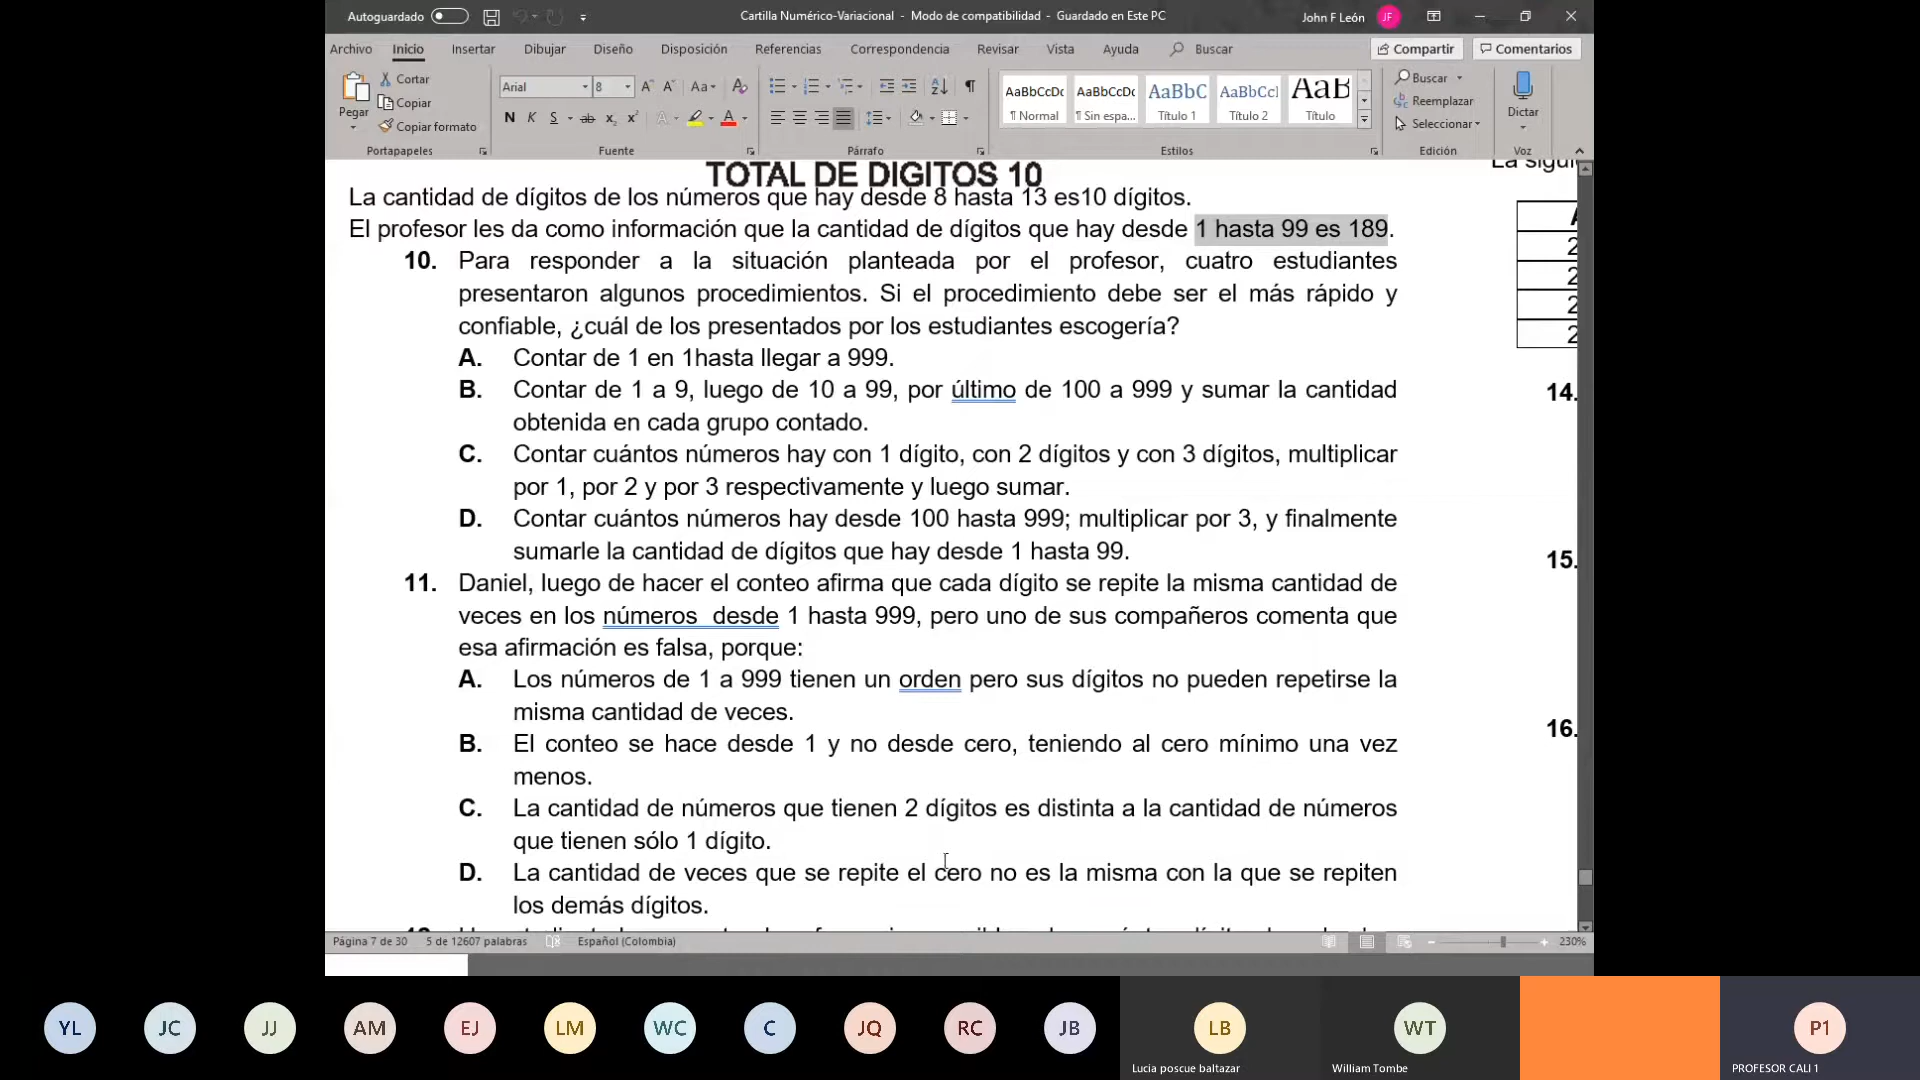 Autoguardado
Cartilla Numérico-Variacional - Modo de compatibilidad - Guardado en Este PC
John F León JF
Archivo Inicio Insertar Dibujar Diseño Disposición Referencias Correspondencia Revisar Vista Ayuda Buscar Compartir Comentarios
Pegar
Cortar
Copiar
Copiar formato
Portapapeles
Arial 8
N K S ab x₂ x²
Fuente
Párrafo
AaBbCcDc AaBbCcDc AaBbC AaBbCcI AaB
¶ Normal ¶ Sin espa... Título 1 Título 2 Título
Estilos
Buscar
Reemplazar
Seleccionar
Edición
Dictar
Voz
TOTAL DE DIGITOS 10
La cantidad de dígitos de los números que hay desde 8 hasta 13 es10 dígitos.
El profesor les da como información que la cantidad de dígitos que hay desde 1 hasta 99 es 189.
10. Para responder a la situación planteada por el profesor, cuatro estudiantes
presentaron algunos procedimientos. Si el procedimiento debe ser el más rápido y
confiable, ¿cuál de los presentados por los estudiantes escogería?
A. Contar de 1 en 1hasta llegar a 999.
B. Contar de 1 a 9, luego de 10 a 99, por último de 100 a 999 y sumar la cantidad
obtenida en cada grupo contado.
C. Contar cuántos números hay con 1 dígito, con 2 dígitos y con 3 dígitos, multiplicar
por 1, por 2 y por 3 respectivamente y luego sumar.
D. Contar cuántos números hay desde 100 hasta 999; multiplicar por 3, y finalmente
sumarle la cantidad de dígitos que hay desde 1 hasta 99.
11. Daniel, luego de hacer el conteo afirma que cada dígito se repite la misma cantidad de
veces en los números desde 1 hasta 999, pero uno de sus compañeros comenta que
esa afirmación es falsa, porque:
A. Los números de 1 a 999 tienen un orden pero sus dígitos no pueden repetirse la
misma cantidad de veces.
B. El conteo se hace desde 1 y no desde cero, teniendo al cero mínimo una vez
menos.
C. La cantidad de números que tienen 2 dígitos es distinta a la cantidad de números
que tienen sólo 1 dígito.
D. La cantidad de veces que se repite el cero no es la misma con la que se repiten
los demás dígitos.
La sigui
2
2
2
2
14.
15.
16.
Página 7 de 30 5 de 12607 palabras Español (Colombia) 230%
YL JC JJ AM EJ LM WC C JQ RC JB LB WT P1
Lucia poscue baltazar William Tombe PROFESOR CALI 1